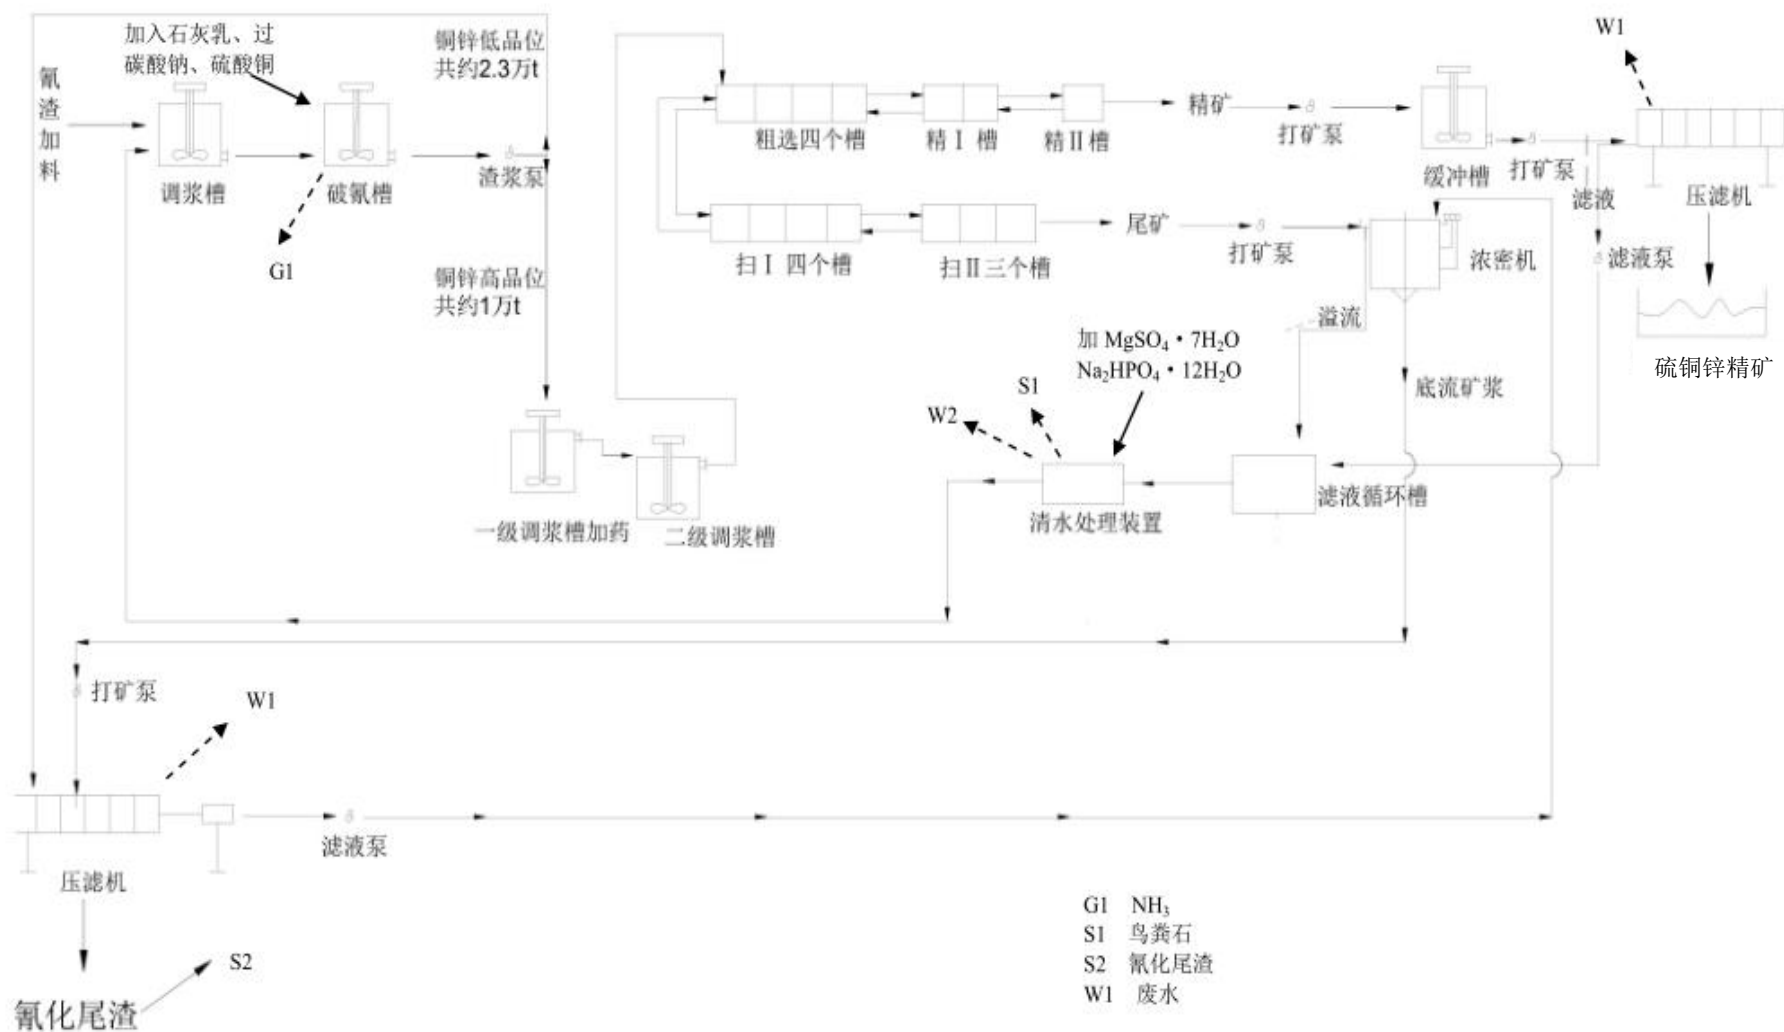 加入石灰乳、过
碳酸钠、硫酸铜
氰渣加料
调浆槽
破氰槽
G1
渣浆泵
铜锌低品位
共约2.3万t
铜锌高品位
共约1万t
一级调浆槽加药
二级调浆槽
粗选四个槽
精Ⅰ 槽
精Ⅱ槽
精矿
打矿泵
缓冲槽
打矿泵
滤液
W1
压滤机
滤液泵
硫铜锌精矿
扫Ⅰ 四个槽
扫Ⅱ三个槽
尾矿
打矿泵
浓密机
溢流
底流矿浆
加 MgSO₄・7H₂O
Na₂HPO₄・12H₂O
S1
W2
清水处理装置
滤液循环槽
打矿泵
W1
滤液泵
压滤机
氰化尾渣
S2
G1 NH₃
S1 鸟粪石
S2 氰化尾渣
W1 废水